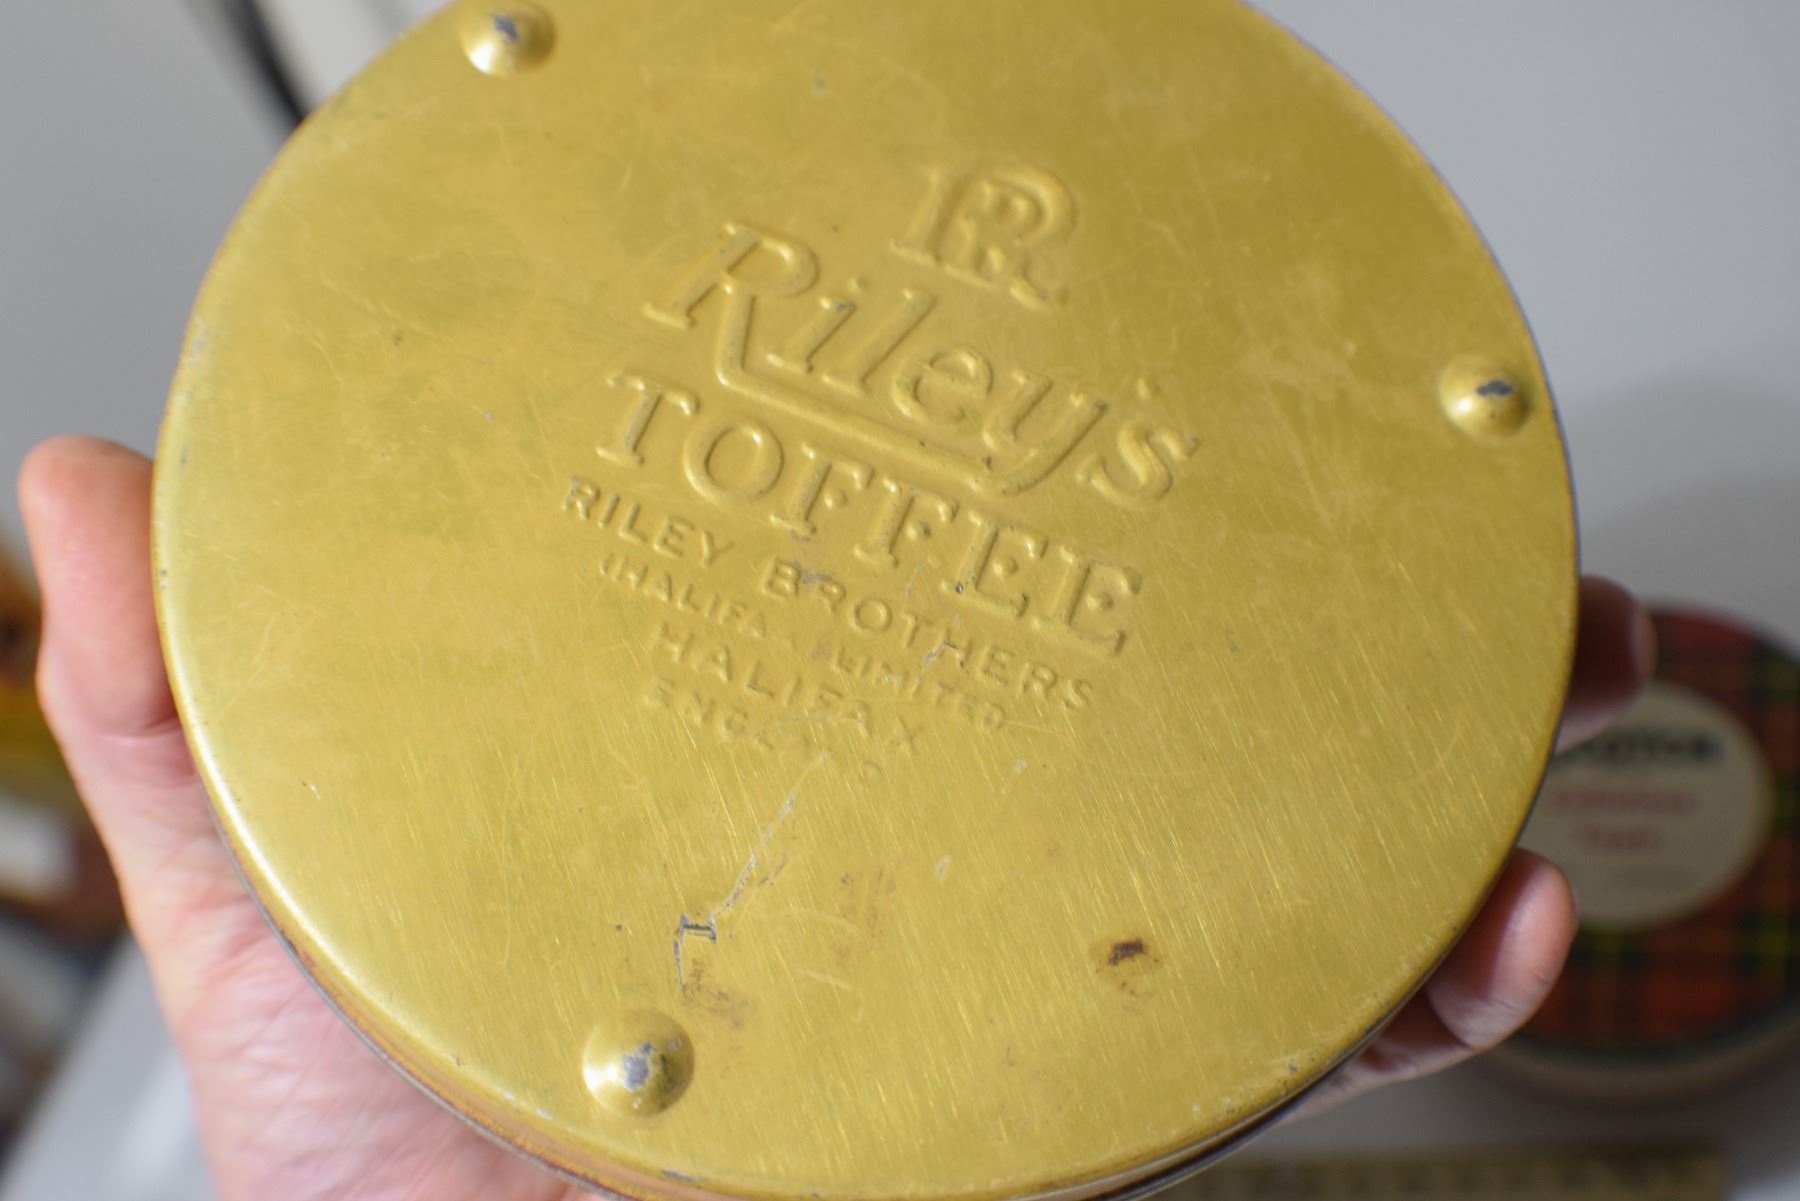 R
Riley's
TOFFEE
RILEY BROTHERS
(HALIFAX) LIMITED
HALIFAX
ENGLAND